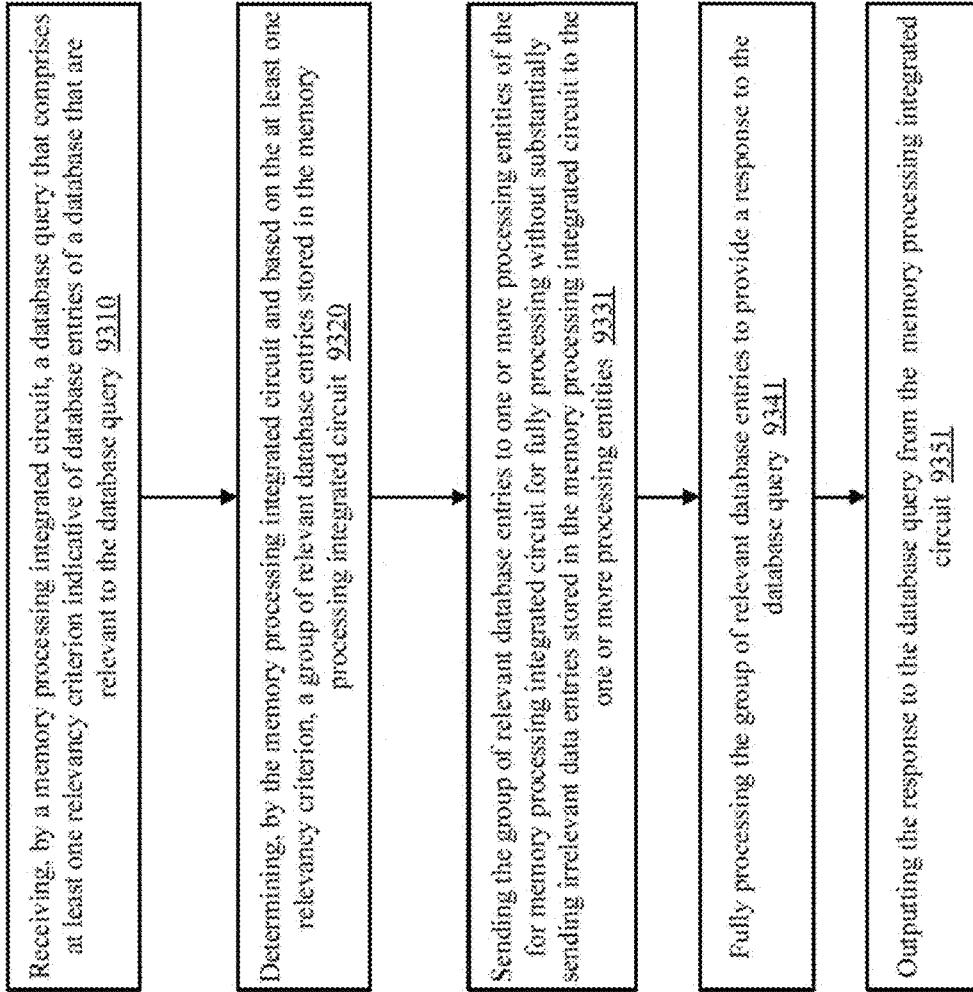 Receiving, by a memory processing integrated circuit, a database query that comprises
at least one relevancy criterion indicative of database entries of a database that are
relevant to the database query 9310
Determining, by the memory processing integrated circuit and based on the at least one
relevancy criterion, a group of relevant database entries stored in the memory
processing integrated circuit 9320
Sending the group of relevant database entries to one or more processing entities of the
for memory processing integrated circuit for fully processing without substantially
sending irrelevant data entries stored in the memory processing integrated circuit to the
one or more processing entities 9331
Fully processing the group of relevant database entries to provide a response to the
database query 9341
Outputing the response to the database query from the memory processing integrated
circuit 9351